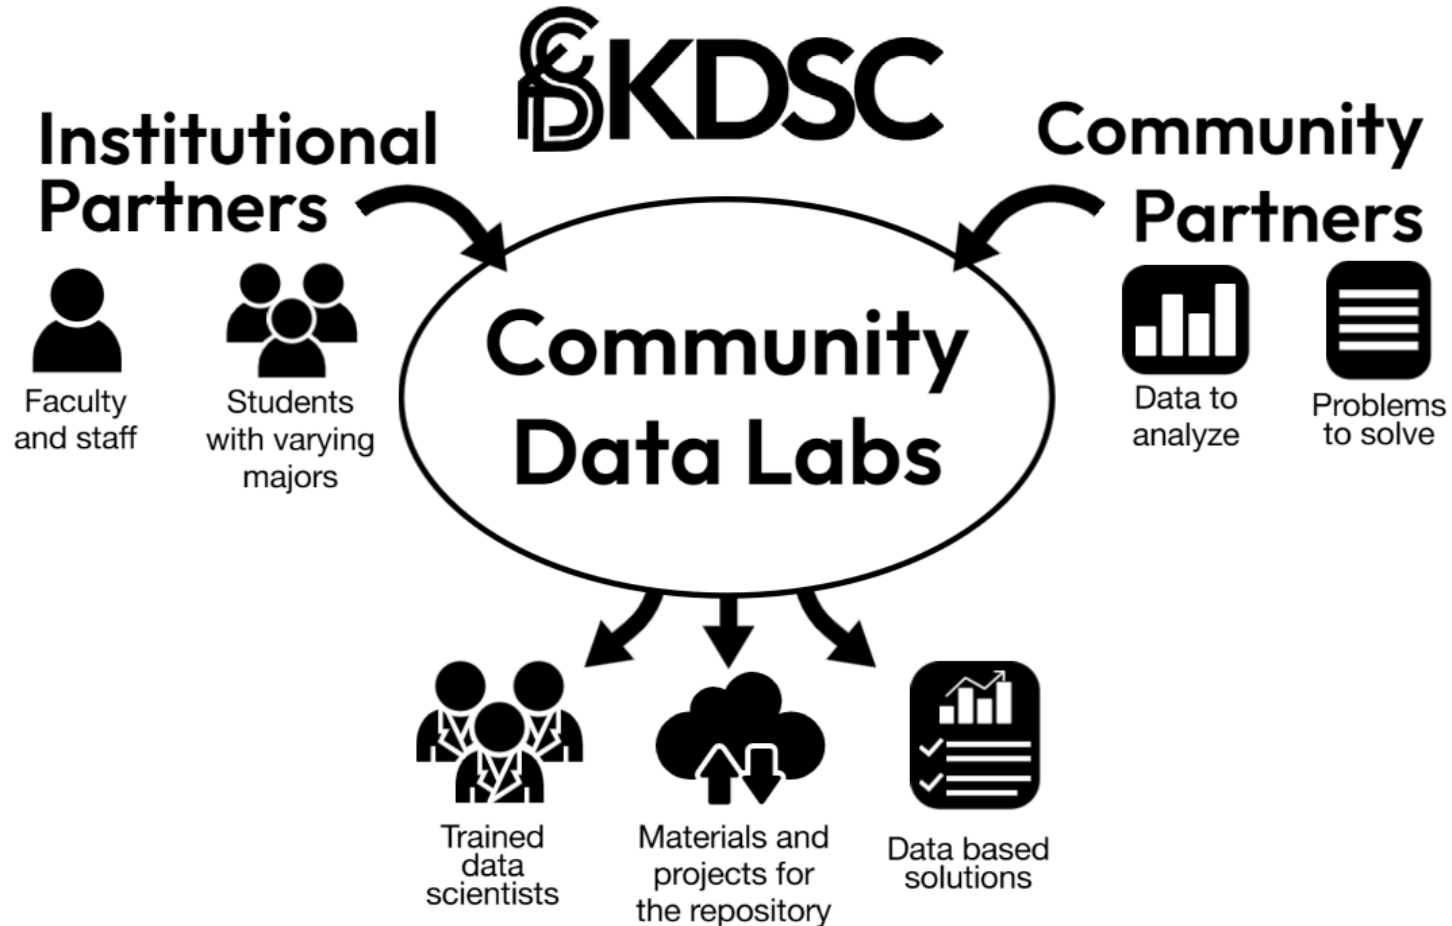 KDSC
Institutional
Partners
Faculty
and staff
Students
with varying
majors
Community
Partners
Data to
analyze
Problems
to solve
Community
Data Labs
Trained
data
scientists
Materials and
projects for
the repository
Data based
solutions